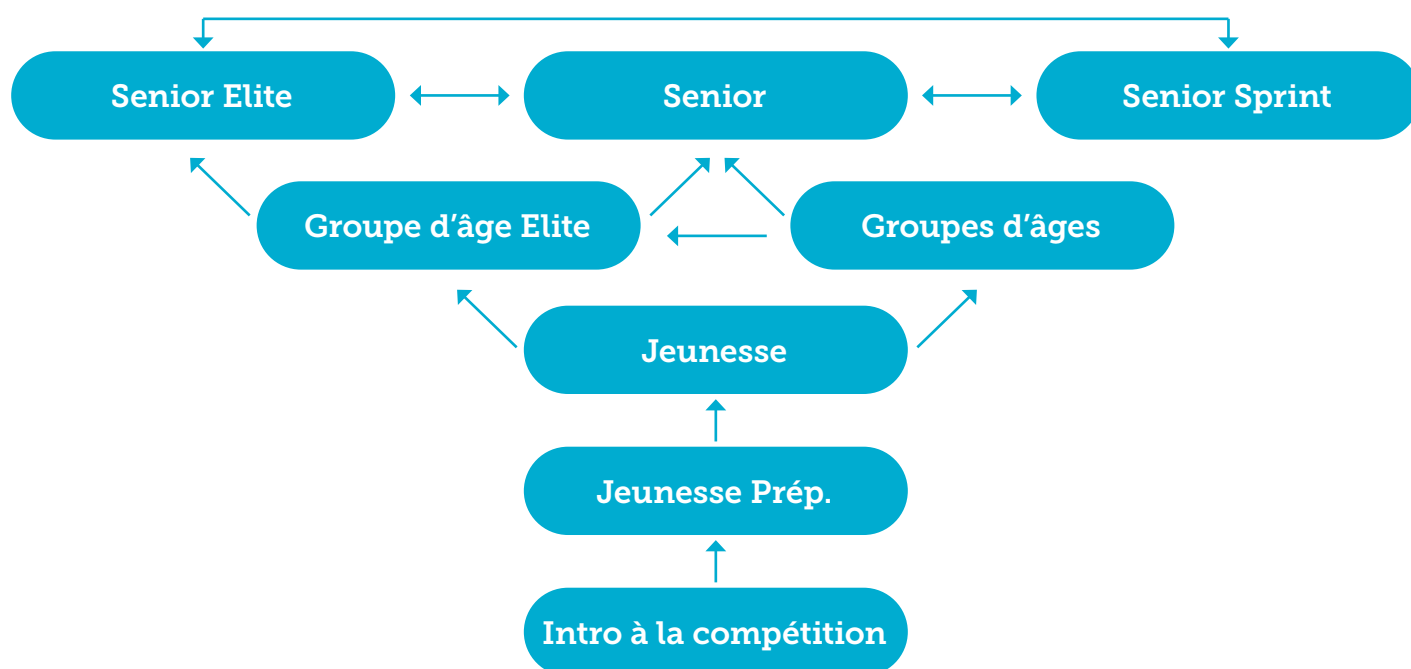 Senior Elite
Senior
Senior Sprint
Groupe d’âge Elite
Groupes d’âges
Jeunesse
Jeunesse Prép.
Intro à la compétition